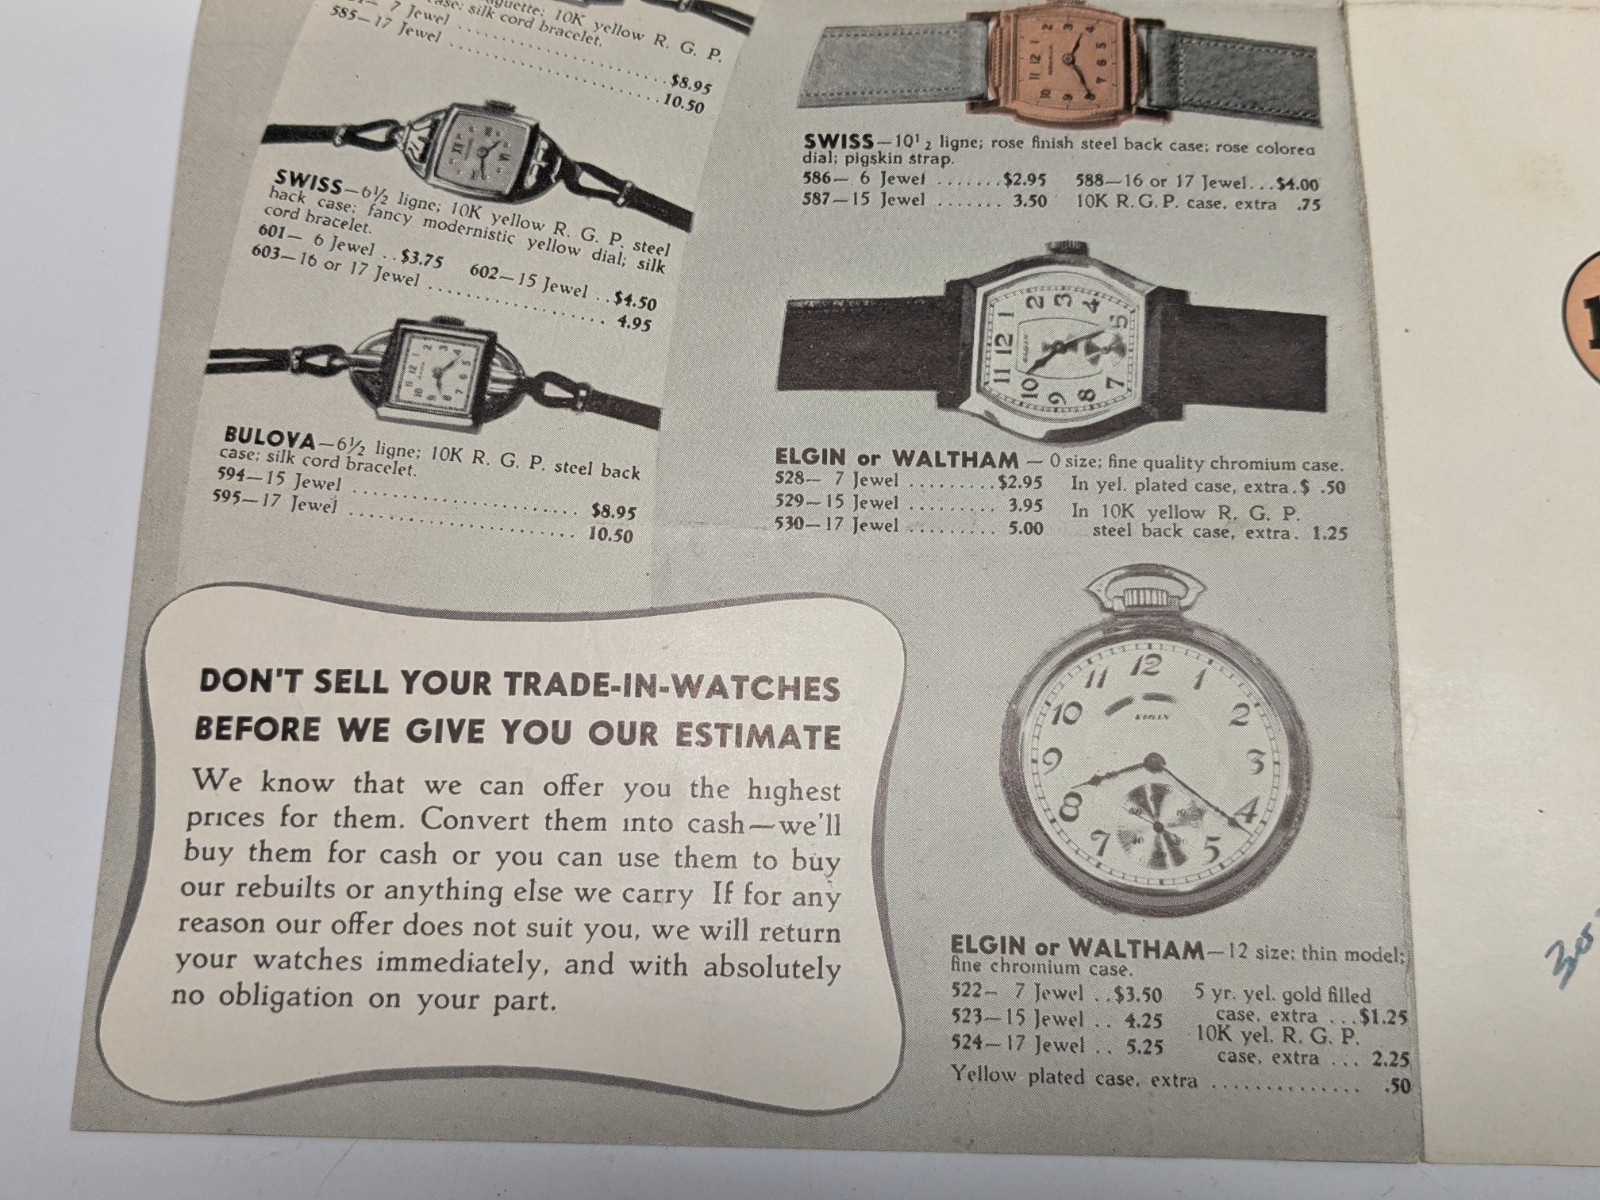 guette; 10K yellow R. G. P.
case; silk cord bracelet.
7 Jewel ........ $8.95
585—17 Jewel ........ 10.50
SWISS—6½ ligne; 10K yellow R. G. P. steel
back case; fancy modernistic yellow dial; silk
cord bracelet.
601— 6 Jewel .. $3.75 602—15 Jewel .. $4.50
603—16 or 17 Jewel ........ 4.95
BULOVA—6½ ligne; 10K R. G. P. steel back
case; silk cord bracelet.
594—15 Jewel ........ $8.95
595—17 Jewel ........ 10.50
DON'T SELL YOUR TRADE-IN-WATCHES
BEFORE WE GIVE YOU OUR ESTIMATE
We know that we can offer you the highest
prices for them. Convert them into cash—we'll
buy them for cash or you can use them to buy
our rebuilts or anything else we carry If for any
reason our offer does not suit you, we will return
your watches immediately, and with absolutely
no obligation on your part.
SWISS—10½ ligne; rose finish steel back case; rose colored
dial; pigskin strap.
586— 6 Jewel .......$2.95 588—16 or 17 Jewel...$4.00
587—15 Jewel ....... 3.50 10K R.G.P. case, extra .75
ELGIN or WALTHAM — 0 size; fine quality chromium case.
528— 7 Jewel .........$2.95 In yel. plated case, extra.$ .50
529—15 Jewel ......... 3.95 In 10K yellow R. G. P.
530—17 Jewel ......... 5.00 steel back case, extra. 1.25
ELGIN or WALTHAM—12 size; thin model;
fine chromium case.
522— 7 Jewel ..$3.50 5 yr. yel. gold filled
523—15 Jewel .. 4.25 case, extra ...$1.25
524—17 Jewel .. 5.25 10K yel. R. G. P.
case, extra ... 2.25
Yellow plated case, extra ............. .50